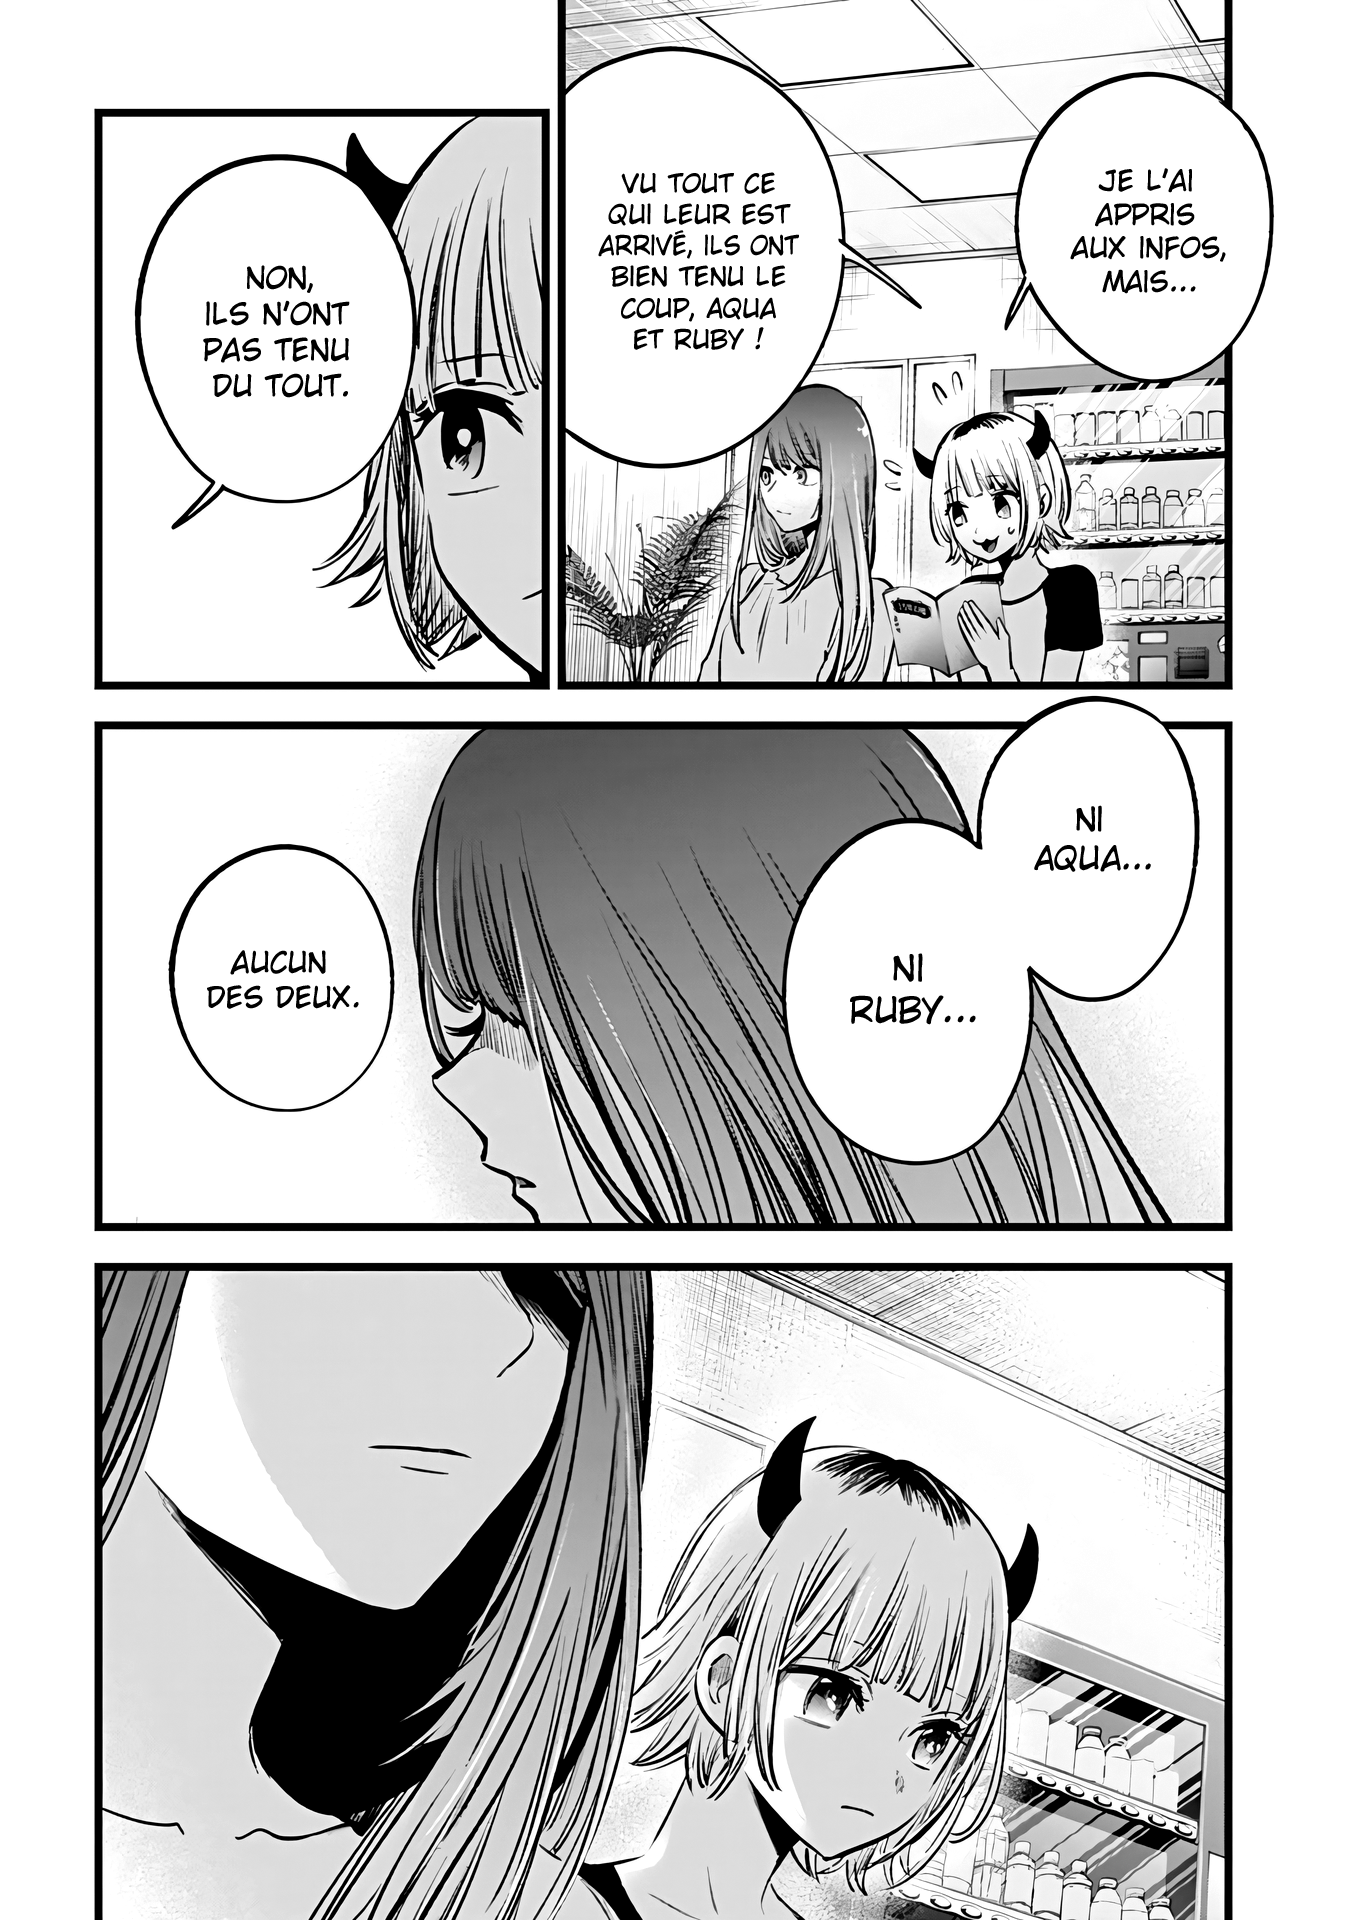 JE L'AI
APPRIS
AUX INFOS,
MAIS...
VU TOUT CE
QUI LEUR EST
ARRIVÉ, ILS ONT
BIEN TENU LE
COUP, AQUA
ET RUBY !
NON,
ILS N'ONT
PAS TENU
DU TOUT.
NI
AQUA...
NI
RUBY...
AUCUN
DES DEUX.